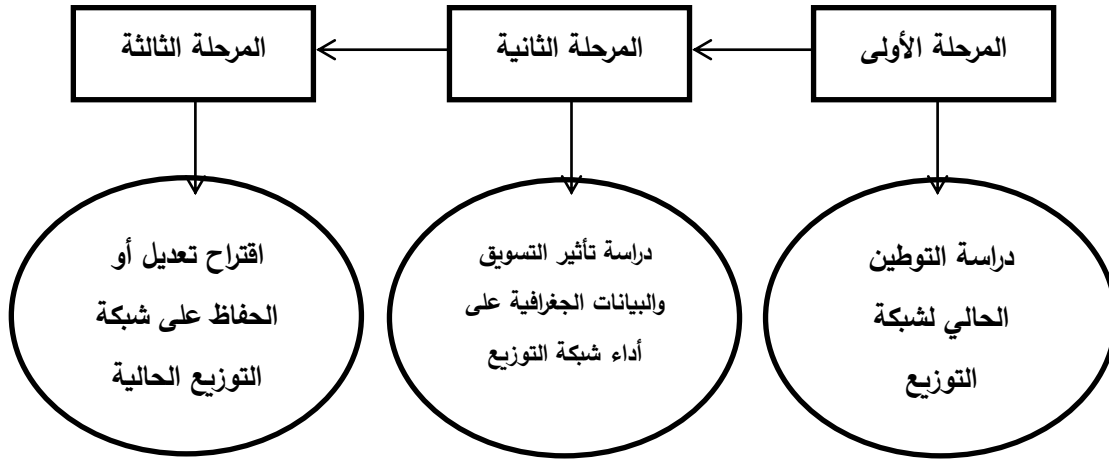 المرحلة الأولى
المرحلة الثانية
المرحلة الثالثة
دراسة التوطين
الحالي لشبكة
التوزيع
دراسة تأثير التسويق
والبيانات الجغرافية على
أداء شبكة التوزيع
اقتراح تعديل أو
الحفاظ على شبكة
التوزيع الحالية